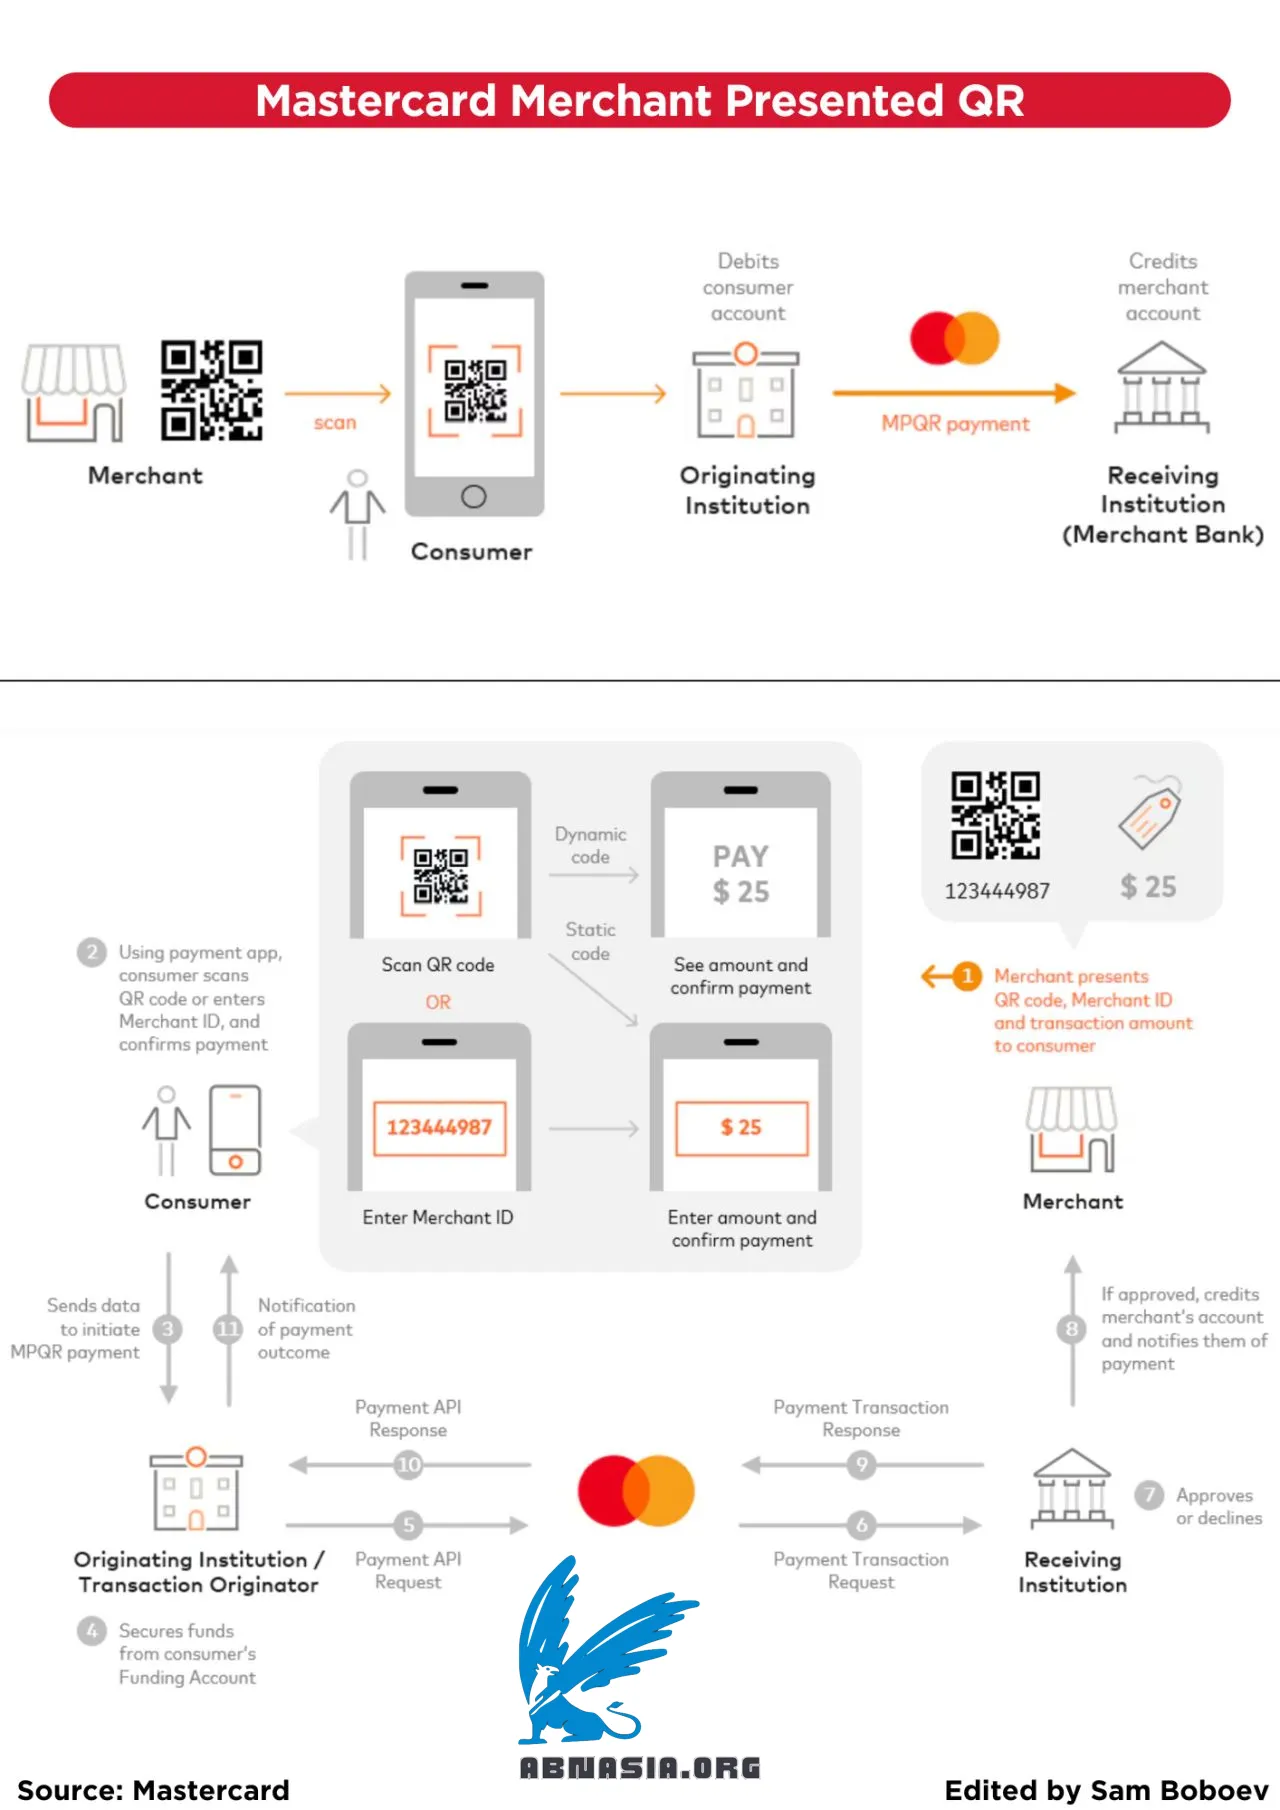 Mastercard Merchant Presented QR
Debits
consumer
account
Credits
merchant
account
scan
MPQR payment
Merchant
Consumer
Originating
Institution
Receiving
Institution
(Merchant Bank)
Dynamic
code
PAY
$ 25
Static
code
Scan QR code
See amount and
confirm payment
OR
123444987
$ 25
Enter Merchant ID
Enter amount and
confirm payment
123444987
$ 25
1
Merchant presents
QR code, Merchant ID
and transaction amount
to consumer
2
Using payment app,
consumer scans
QR code or enters
Merchant ID, and
confirms payment
Consumer
Merchant
Sends data
to initiate
MPQR payment
3
11
Notification
of payment
outcome
8
If approved, credits
merchant's account
and notifies them of
payment
Payment API
Response
10
5
Payment API
Request
Payment Transaction
Response
9
6
Payment Transaction
Request
7
Approves
or declines
Originating Institution /
Transaction Originator
Receiving
Institution
4
Secures funds
from consumer's
Funding Account
ABNASIA.ORG
Source: Mastercard
Edited by Sam Boboev